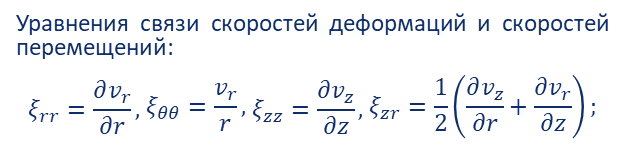 Уравнения связи скоростей деформаций и скоростей
перемещений:
ξ_rr = ∂v_r/∂r , ξ_θθ = v_r/r , ξ_zz = ∂v_z/∂z , ξ_zr = 1/2 (∂v_z/∂r + ∂v_r/∂z) ;